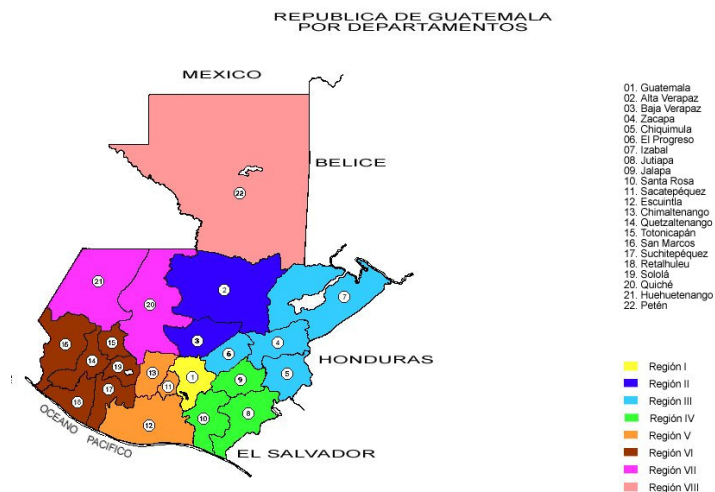 REPUBLICA DE GUATEMALA
POR DEPARTAMENTOS
MEXICO
BELICE
HONDURAS
EL SALVADOR
OCEANO PACIFICO
22
21
20
2
7
3
6
4
5
16
15
14
19
13
11
1
9
17
18
12
10
8
01. Guatemala
02. Alta Verapaz
03. Baja Verapaz
04. Zacapa
05. Chiquimula
06. El Progreso
07. Izabal
08. Jutiapa
09. Jalapa
10. Santa Rosa
11. Sacatepéquez
12. Escuintla
13. Chimaltenango
14. Quetzaltenango
15. Totonicapán
16. San Marcos
17. Suchitepéquez
18. Retalhuleu
19. Sololá
20. Quiché
21. Huehuetenango
22. Petén
Región I
Región II
Región III
Región IV
Región V
Región VI
Región VII
Región VIII